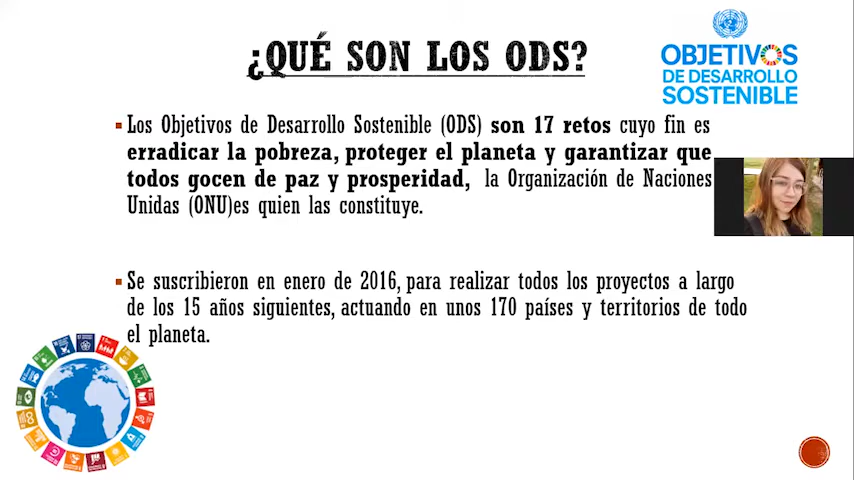 ¿QUÉ SON LOS ODS?
OBJETIVOS
DE DESARROLLO
SOSTENIBLE
Los Objetivos de Desarrollo Sostenible (ODS) son 17 retos cuyo fin es
erradicar la pobreza, proteger el planeta y garantizar que
todos gocen de paz y prosperidad, la Organización de Naciones
Unidas (ONU)es quien las constituye.
Se suscribieron en enero de 2016, para realizar todos los proyectos a largo
de los 15 años siguientes, actuando en unos 170 países y territorios de todo
el planeta.